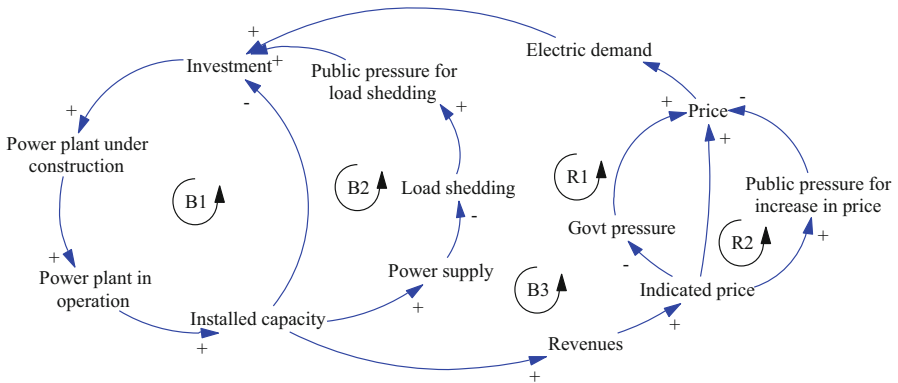 Electric demand
+
Investment
+
Public pressure for
load shedding
-
+
Power plant under
construction
+
+
Price
-
+
Public pressure for
increase in price
B1
B2
Load shedding
R1
-
Govt pressure
R2
+
+
Power plant in
operation
Power supply
+
-
B3
Indicated price
Installed capacity
+
+
Revenues
+